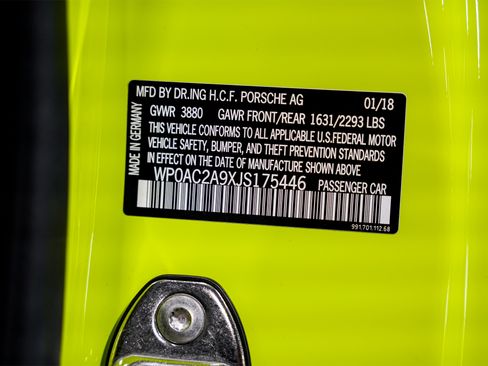 MFD BY DR.ING H.C.F. PORSCHE AG 01/18
GVWR 3880 GAWR FRONT/REAR 1631/2293 LBS
THIS VEHICLE CONFORMS TO ALL APPLICABLE U.S.FEDERAL MOTOR
VEHICLE SAFETY, BUMPER, AND THEFT PREVENTION STANDARDS
IN EFFECT ON THE DATE OF MANUFACTURE SHOWN ABOVE
WP0AC2A9XJS175446 PASSENGER CAR
MADE IN GERMANY
991.701.112.68